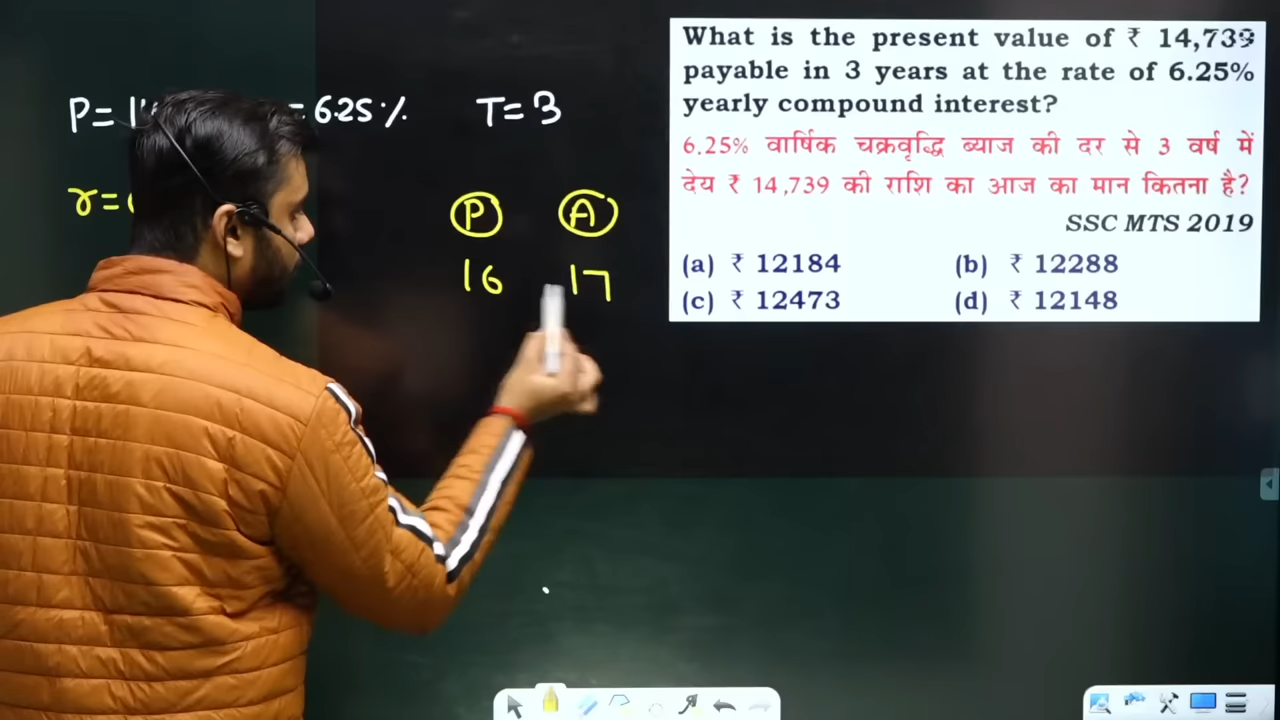 What is the present value of ₹ 14,739
payable in 3 years at the rate of 6.25%
yearly compound interest?
6.25% वार्षिक चक्रवृद्धि ब्याज की दर से 3 वर्ष में
देय ₹ 14,739 की राशि का आज का मान कितना है?
SSC MTS 2019
(a) ₹ 12184 (b) ₹ 12288
(c) ₹ 12473 (d) ₹ 12148
P= = 6.25 % T= 3
r=
P A
16 17